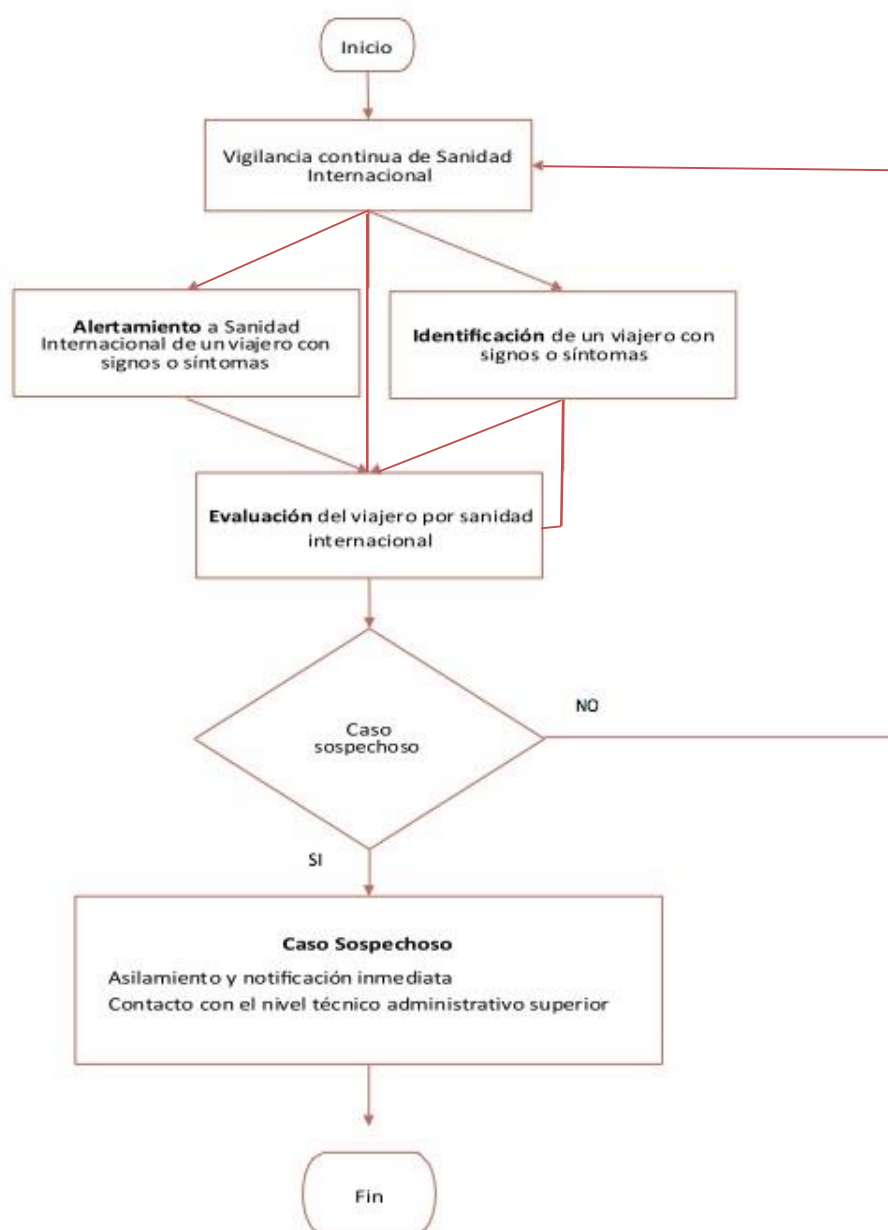 Inicio
Vigilancia continua de Sanidad
Internacional
Alertamiento a Sanidad
Internacional de un viajero con
signos o síntomas
Identificación de un viajero con
signos o síntomas
Evaluación del viajero por sanidad
internacional
Caso
sospechoso
NO
SI
Caso Sospechoso
Asilamiento y notificación inmediata
Contacto con el nivel técnico administrativo superior
Fin